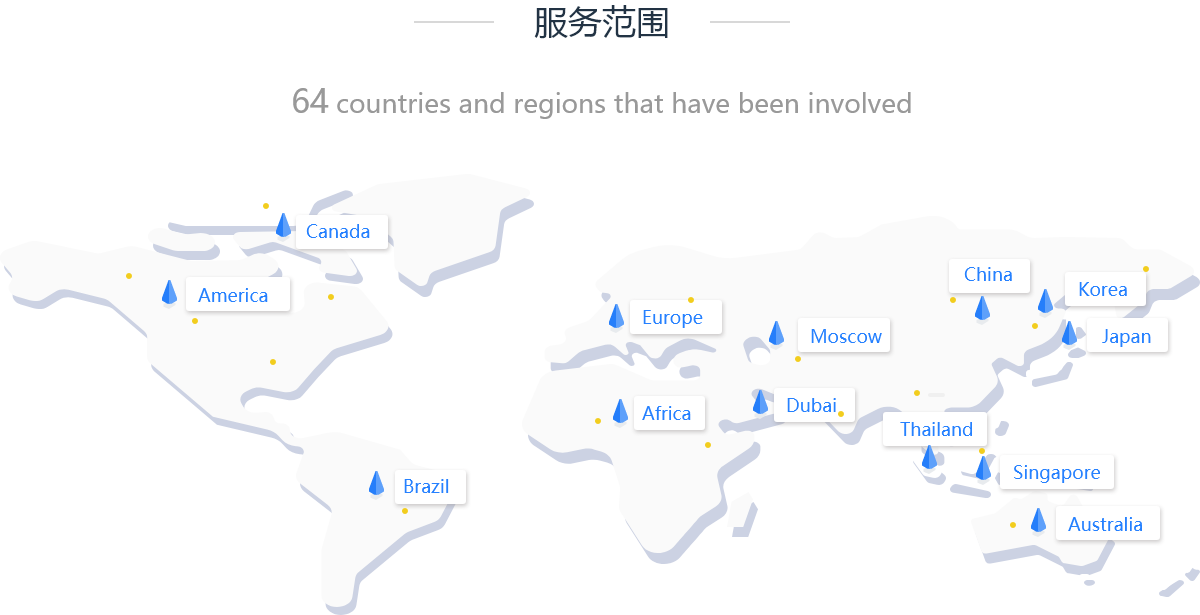 服务范围
64 countries and regions that have been involved
Canada
America
China
Korea
Europe
Moscow
Japan
Dubai
Africa
Thailand
Singapore
Brazil
Australia